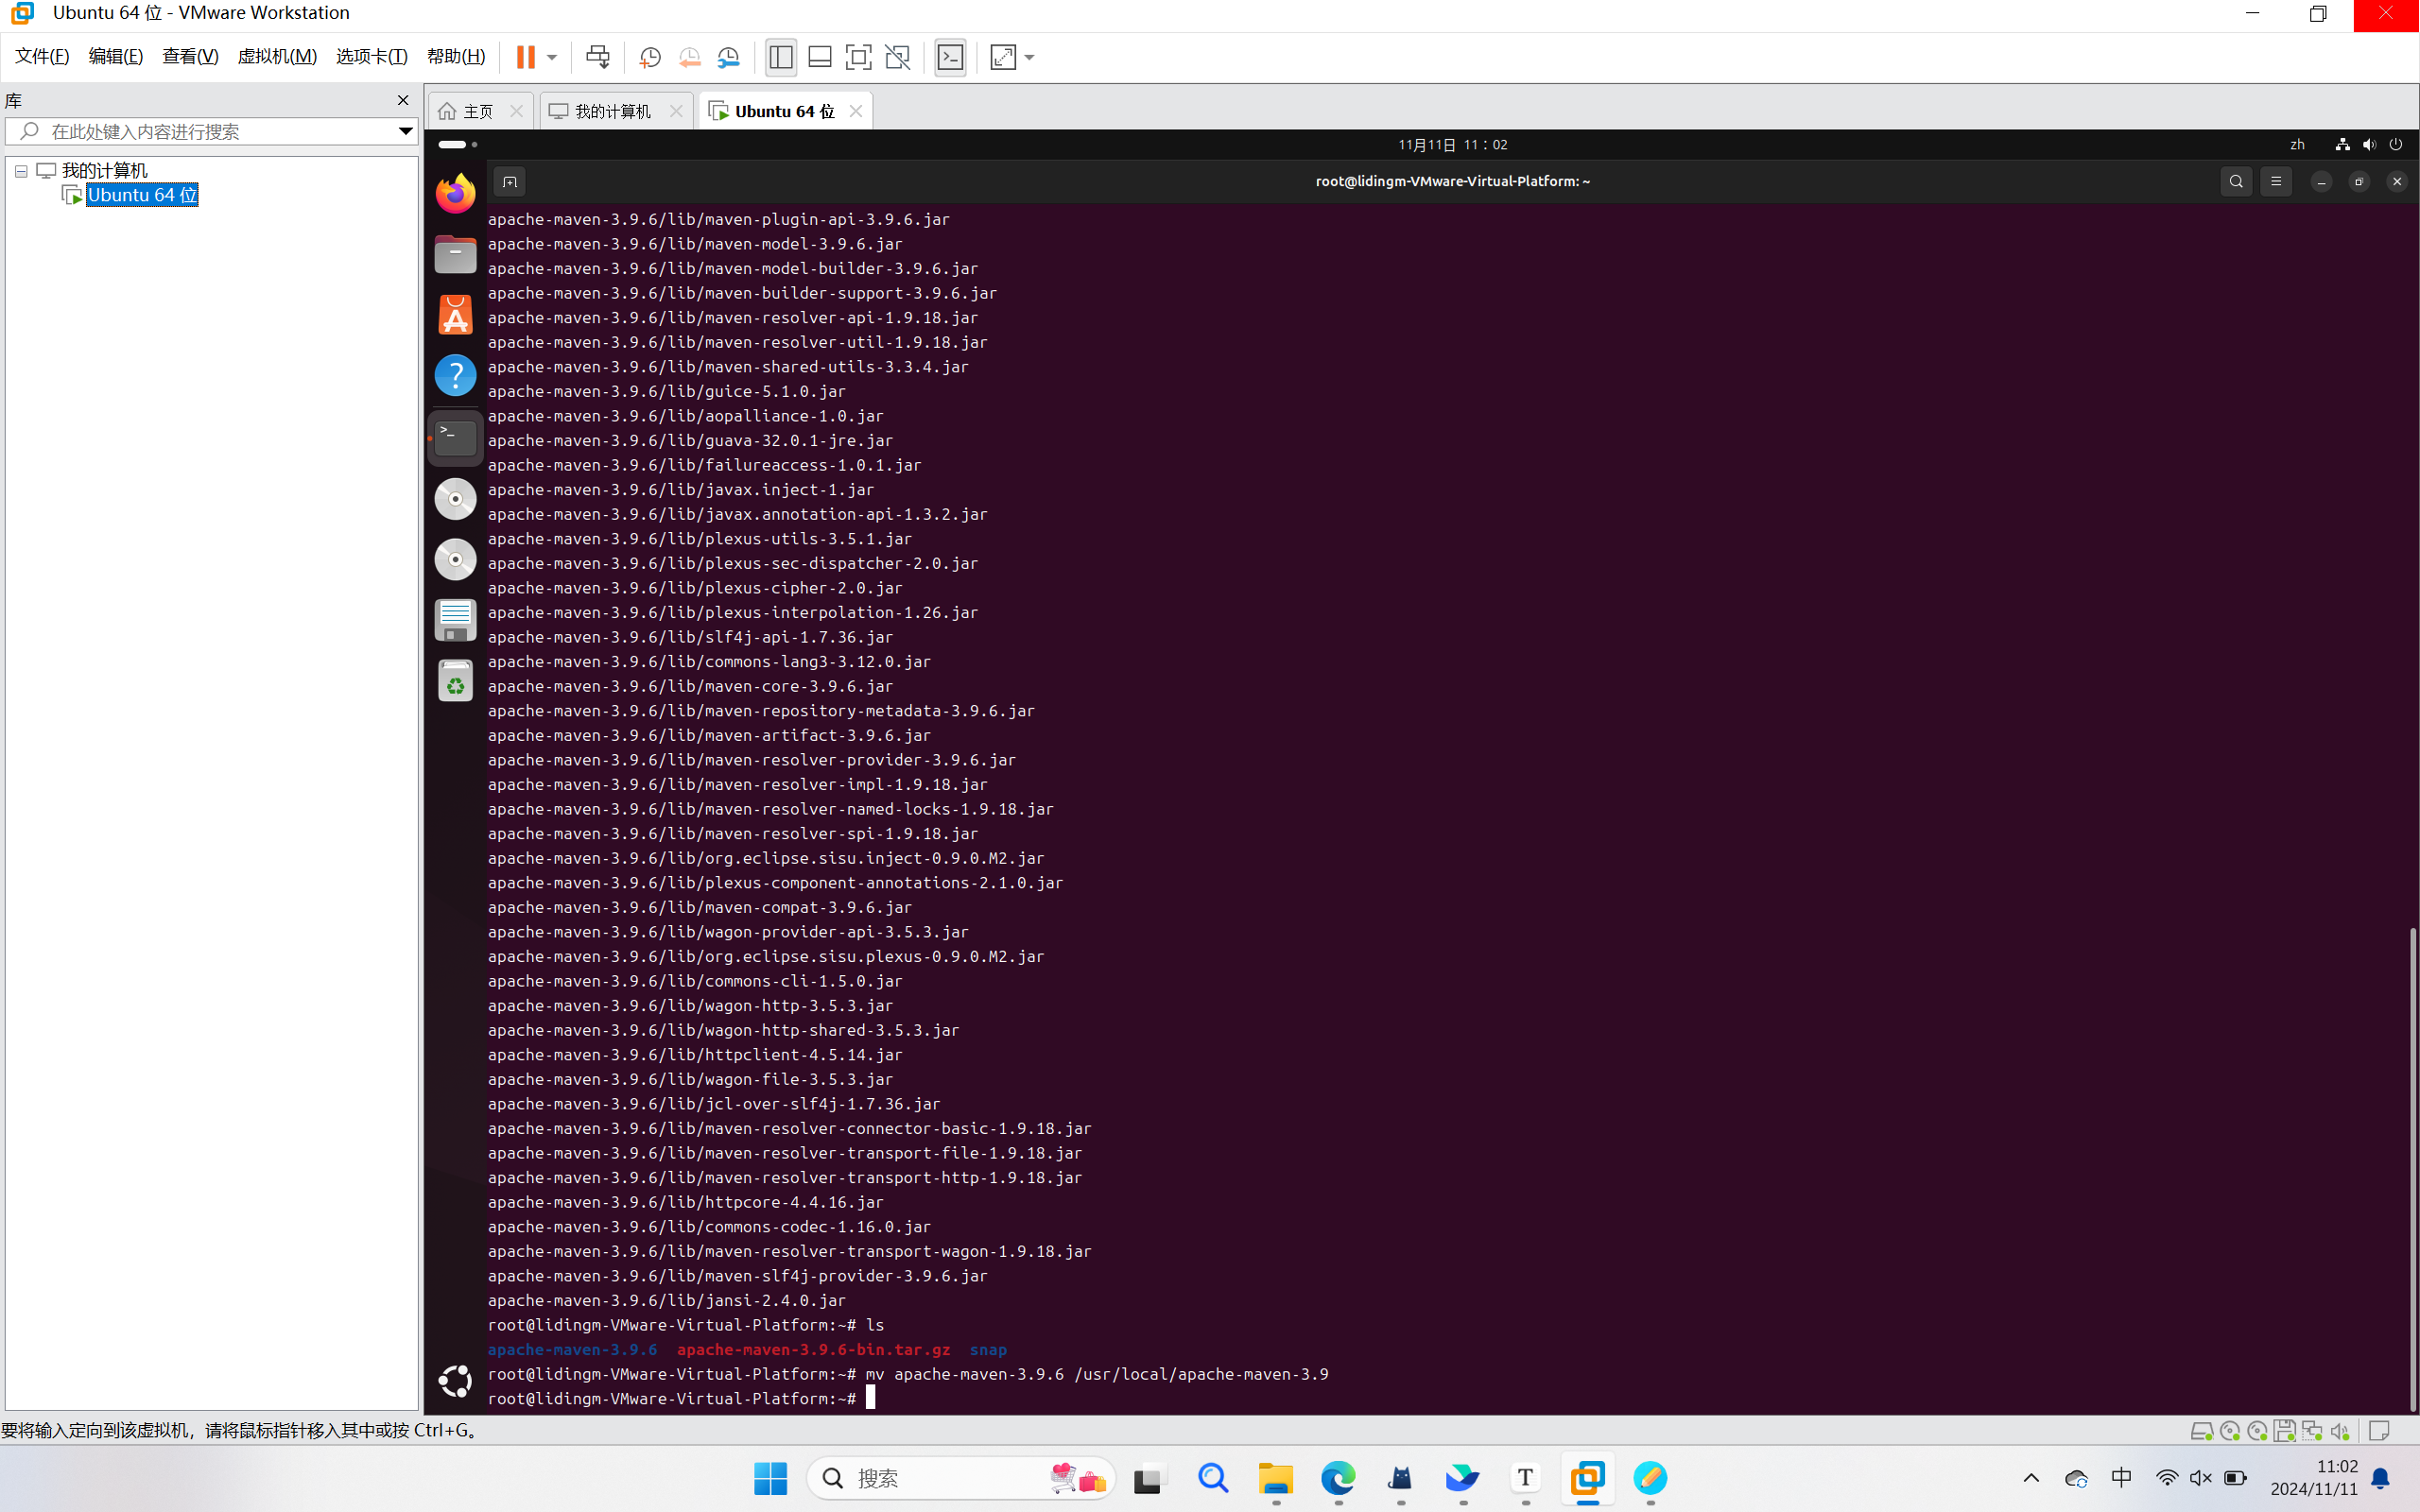 Ubuntu 64 位 - VMware Workstation
文件(F) 编辑(E) 查看(V) 虚拟机(M) 选项卡(T) 帮助(H)
库
在此处键入内容进行搜索
我的计算机
Ubuntu 64 位
主页 我的计算机 Ubuntu 64 位
11月11日 11：02
zh
root@lidingm-VMware-Virtual-Platform: ~
apache-maven-3.9.6/lib/maven-plugin-api-3.9.6.jar
apache-maven-3.9.6/lib/maven-model-3.9.6.jar
apache-maven-3.9.6/lib/maven-model-builder-3.9.6.jar
apache-maven-3.9.6/lib/maven-builder-support-3.9.6.jar
apache-maven-3.9.6/lib/maven-resolver-api-1.9.18.jar
apache-maven-3.9.6/lib/maven-resolver-util-1.9.18.jar
apache-maven-3.9.6/lib/maven-shared-utils-3.3.4.jar
apache-maven-3.9.6/lib/guice-5.1.0.jar
apache-maven-3.9.6/lib/aopalliance-1.0.jar
apache-maven-3.9.6/lib/guava-32.0.1-jre.jar
apache-maven-3.9.6/lib/failureaccess-1.0.1.jar
apache-maven-3.9.6/lib/javax.inject-1.jar
apache-maven-3.9.6/lib/javax.annotation-api-1.3.2.jar
apache-maven-3.9.6/lib/plexus-utils-3.5.1.jar
apache-maven-3.9.6/lib/plexus-sec-dispatcher-2.0.jar
apache-maven-3.9.6/lib/plexus-cipher-2.0.jar
apache-maven-3.9.6/lib/plexus-interpolation-1.26.jar
apache-maven-3.9.6/lib/slf4j-api-1.7.36.jar
apache-maven-3.9.6/lib/commons-lang3-3.12.0.jar
apache-maven-3.9.6/lib/maven-core-3.9.6.jar
apache-maven-3.9.6/lib/maven-repository-metadata-3.9.6.jar
apache-maven-3.9.6/lib/maven-artifact-3.9.6.jar
apache-maven-3.9.6/lib/maven-resolver-provider-3.9.6.jar
apache-maven-3.9.6/lib/maven-resolver-impl-1.9.18.jar
apache-maven-3.9.6/lib/maven-resolver-named-locks-1.9.18.jar
apache-maven-3.9.6/lib/maven-resolver-spi-1.9.18.jar
apache-maven-3.9.6/lib/org.eclipse.sisu.inject-0.9.0.M2.jar
apache-maven-3.9.6/lib/plexus-component-annotations-2.1.0.jar
apache-maven-3.9.6/lib/maven-compat-3.9.6.jar
apache-maven-3.9.6/lib/wagon-provider-api-3.5.3.jar
apache-maven-3.9.6/lib/org.eclipse.sisu.plexus-0.9.0.M2.jar
apache-maven-3.9.6/lib/commons-cli-1.5.0.jar
apache-maven-3.9.6/lib/wagon-http-3.5.3.jar
apache-maven-3.9.6/lib/wagon-http-shared-3.5.3.jar
apache-maven-3.9.6/lib/httpclient-4.5.14.jar
apache-maven-3.9.6/lib/wagon-file-3.5.3.jar
apache-maven-3.9.6/lib/jcl-over-slf4j-1.7.36.jar
apache-maven-3.9.6/lib/maven-resolver-connector-basic-1.9.18.jar
apache-maven-3.9.6/lib/maven-resolver-transport-file-1.9.18.jar
apache-maven-3.9.6/lib/maven-resolver-transport-http-1.9.18.jar
apache-maven-3.9.6/lib/httpcore-4.4.16.jar
apache-maven-3.9.6/lib/commons-codec-1.16.0.jar
apache-maven-3.9.6/lib/maven-resolver-transport-wagon-1.9.18.jar
apache-maven-3.9.6/lib/maven-slf4j-provider-3.9.6.jar
apache-maven-3.9.6/lib/jansi-2.4.0.jar
root@lidingm-VMware-Virtual-Platform:~# ls
apache-maven-3.9.6 apache-maven-3.9.6-bin.tar.gz snap
root@lidingm-VMware-Virtual-Platform:~# mv apache-maven-3.9.6 /usr/local/apache-maven-3.9
root@lidingm-VMware-Virtual-Platform:~#
要将输入定向到该虚拟机，请将鼠标指针移入其中或按 Ctrl+G。
搜索
T
中
11:02
2024/11/11